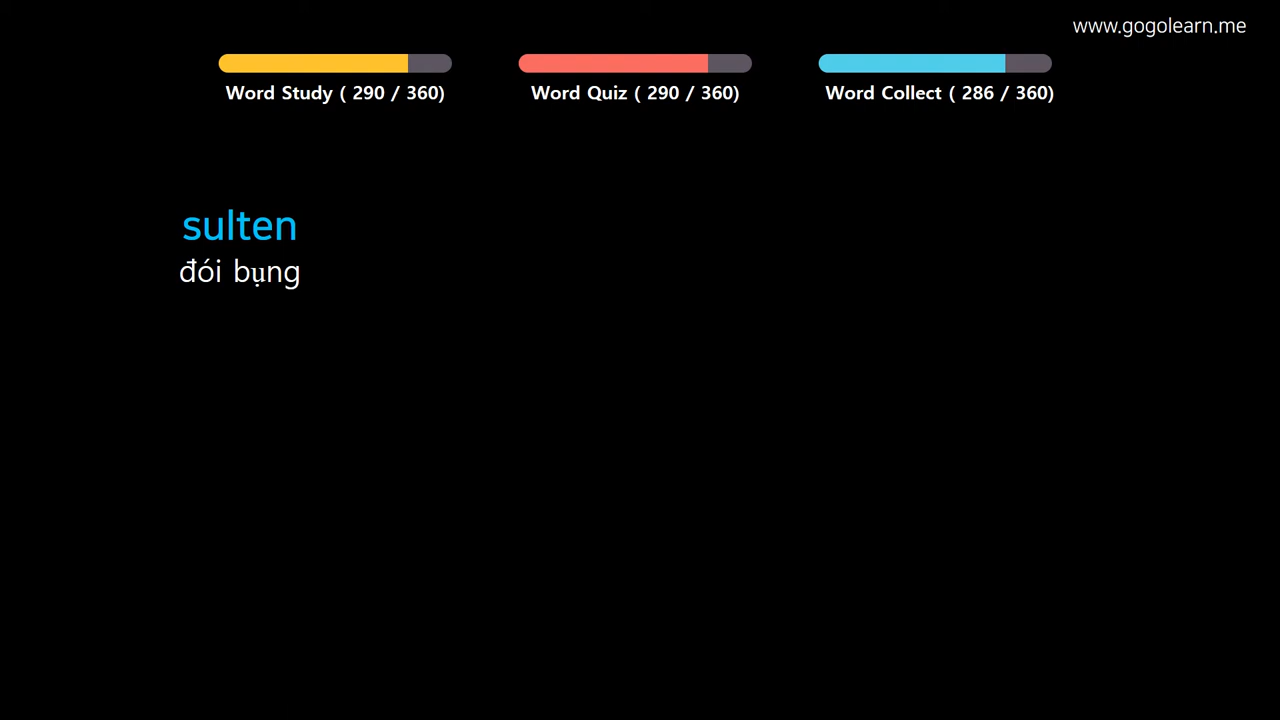 www.gogolearn.me
Word Study ( 290 / 360)
Word Quiz ( 290 / 360)
Word Collect ( 286 / 360)
sulten
đói bụng